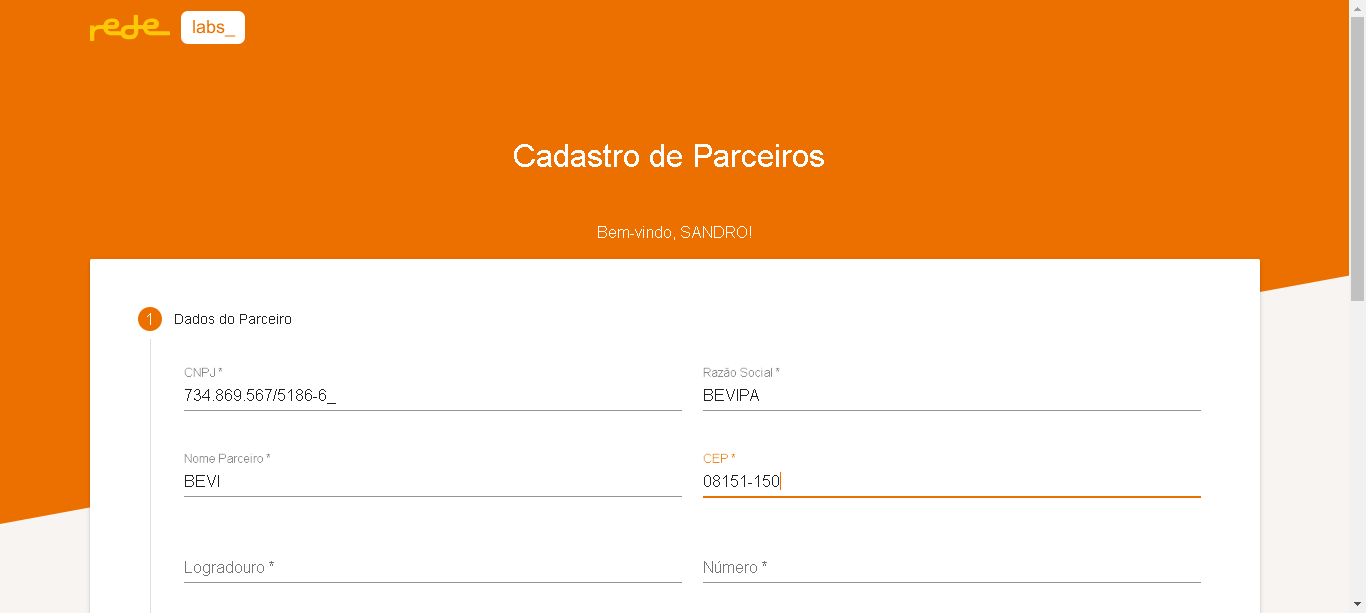 rede labs_
Cadastro de Parceiros
Bem-vindo, SANDRO!
1 Dados do Parceiro
CNPJ *
734.869.567/5186-6_
Razão Social *
BEVIPA
Nome Parceiro *
BEVI
CEP *
08151-150
Logradouro *
Número *